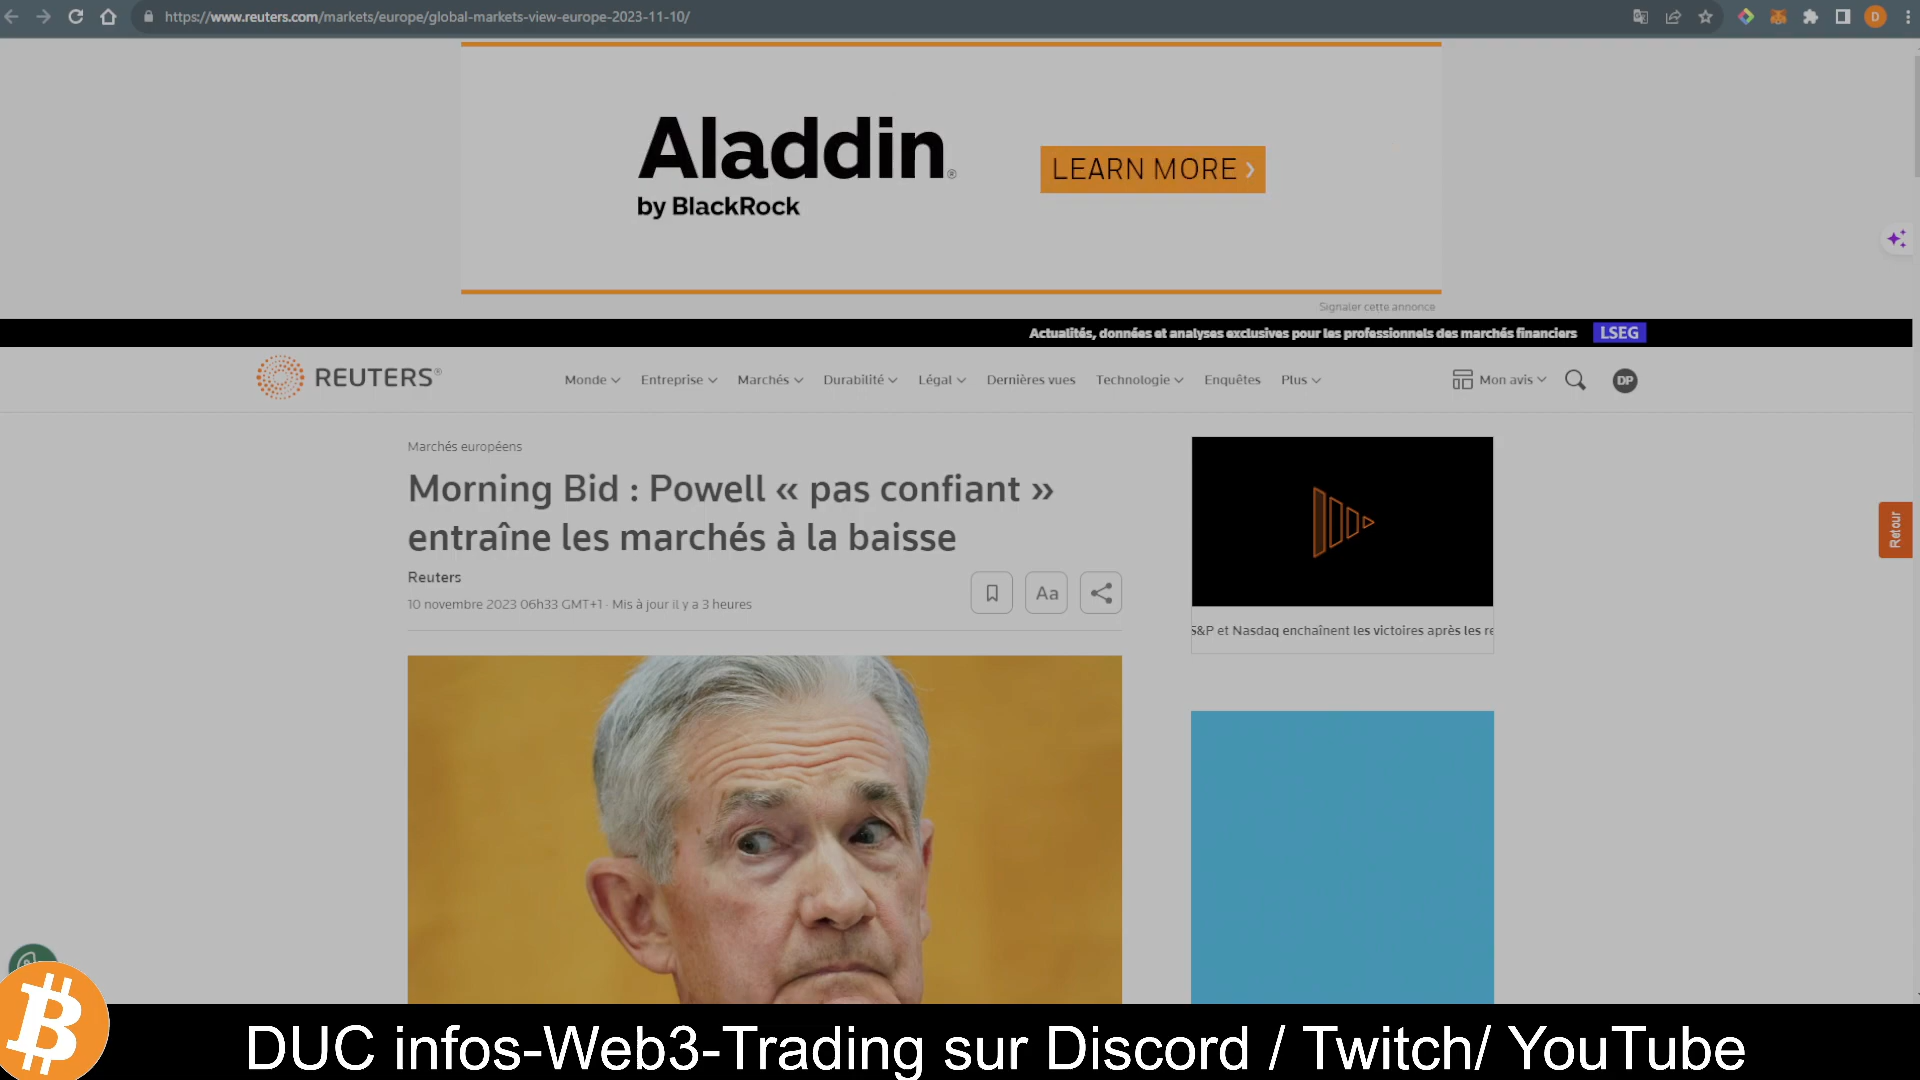 https://www.reuters.com/markets/europe/global-markets-view-europe-2023-11-10/
D
Aladdin®
by BlackRock
LEARN MORE
Signaler cette annonce
Actualités, données et analyses exclusives pour les professionnels des marchés financiers LSEG
REUTERS®
Monde Entreprise Marchés Durabilité Légal Dernières vues Technologie Enquêtes Plus Mon avis DP
Marchés européens
Morning Bid : Powell « pas confiant »
entraîne les marchés à la baisse
Reuters
10 novembre 2023 06h33 GMT+1 · Mis à jour il y a 3 heures
Aa
S&P et Nasdaq enchaînent les victoires après les re
Retour
DUC infos-Web3-Trading sur Discord / Twitch/ YouTube